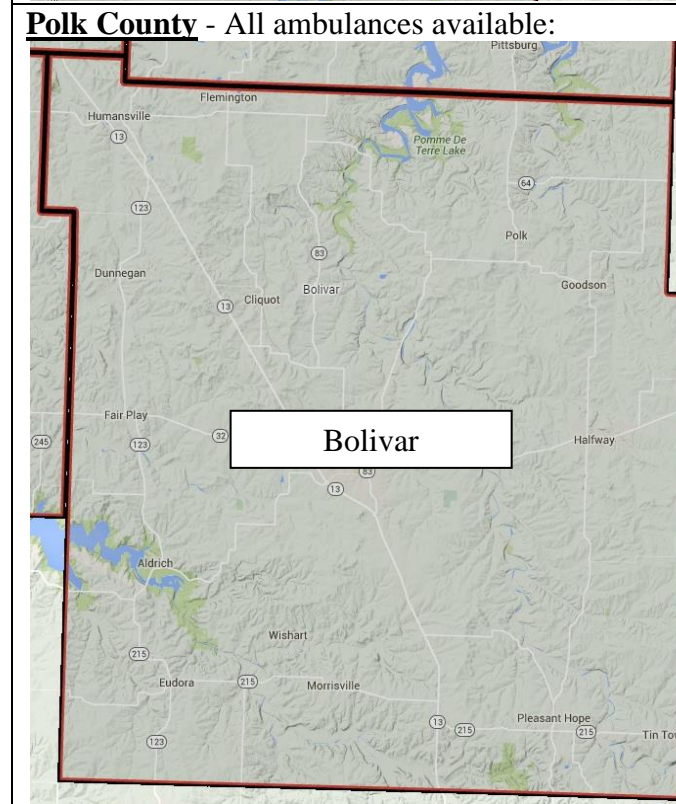 Polk County - All ambulances available:
Pittsburg
Flemington
Humansville
13
Pomme De
Terre Lake
64
123
Polk
83
Dunnegan
Goodson
Bolivar
13
Cliquot
Fair Play
32
Bolivar
Halfway
245
123
83
13
Aldrich
Wishart
215
Eudora
215
Morrisville
Pleasant Hope
13
215
215
Tin Tow
123